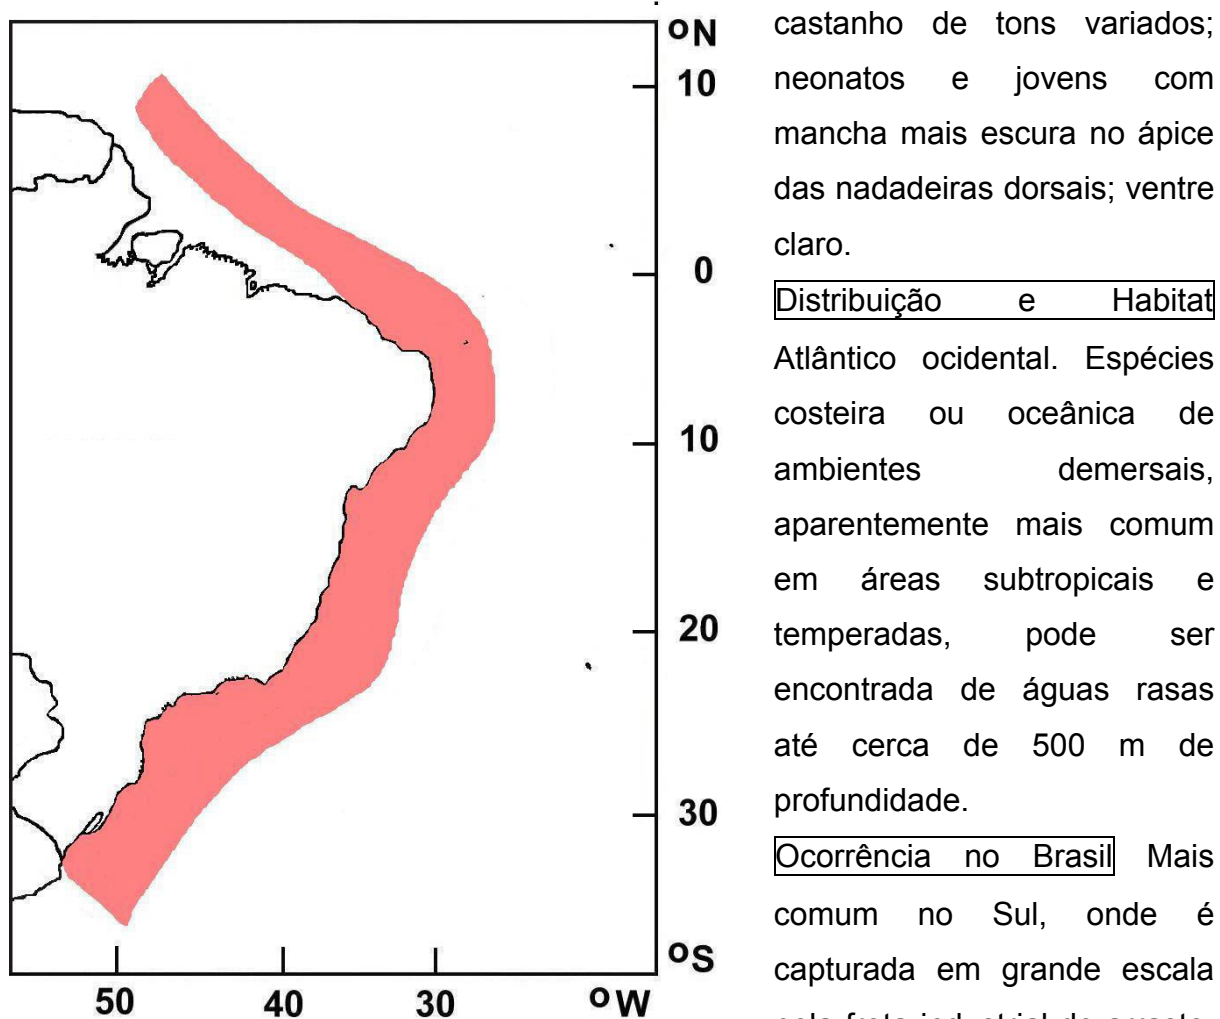 ºN
10
0
10
20
30
ºS
50 40 30 ºW
castanho de tons variados;
neonatos e jovens com
mancha mais escura no ápice
das nadadeiras dorsais; ventre
claro.
Distribuição e Habitat
Atlântico ocidental. Espécies
costeira ou oceânica de
ambientes demersais,
aparentemente mais comum
em áreas subtropicais e
temperadas, pode ser
encontrada de águas rasas
até cerca de 500 m de
profundidade.
Ocorrência no Brasil Mais
comum no Sul, onde é
capturada em grande escala